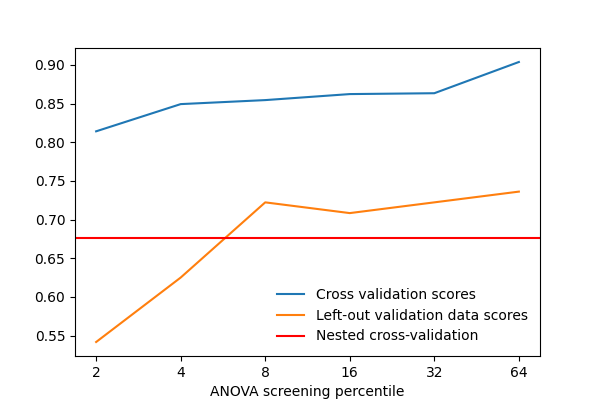 0.90
0.85
0.80
0.75
0.70
0.65
0.60
0.55
Cross validation scores
Left-out validation data scores
Nested cross-validation
2 4 8 16 32 64
ANOVA screening percentile